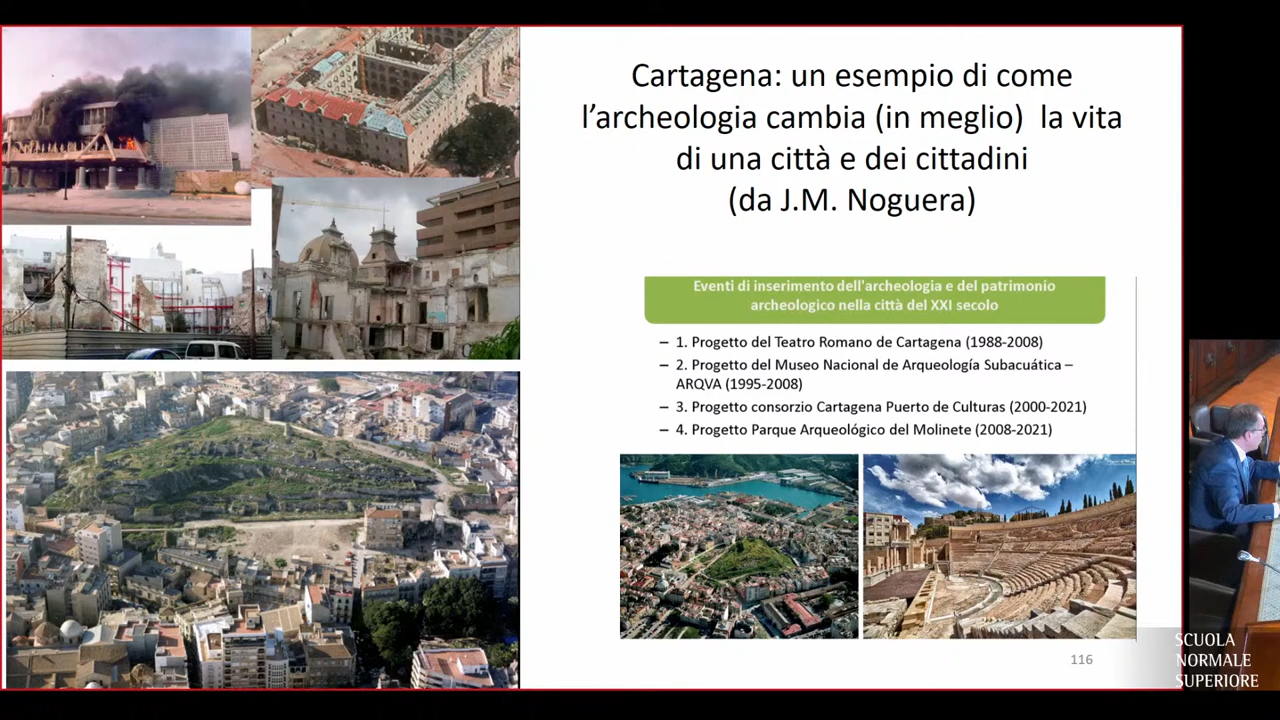 Cartagena: un esempio di come
l’archeologia cambia (in meglio) la vita
di una città e dei cittadini
(da J.M. Noguera)
Eventi di inserimento dell'archeologia e del patrimonio
archeologico nella città del XXI secolo
– 1. Progetto del Teatro Romano de Cartagena (1988-2008)
– 2. Progetto del Museo Nacional de Arqueología Subacuática –
ARQVA (1995-2008)
– 3. Progetto consorzio Cartagena Puerto de Culturas (2000-2021)
– 4. Progetto Parque Arqueológico del Molinete (2008-2021)
116
SCUOLA
NORMALE
SUPERIORE